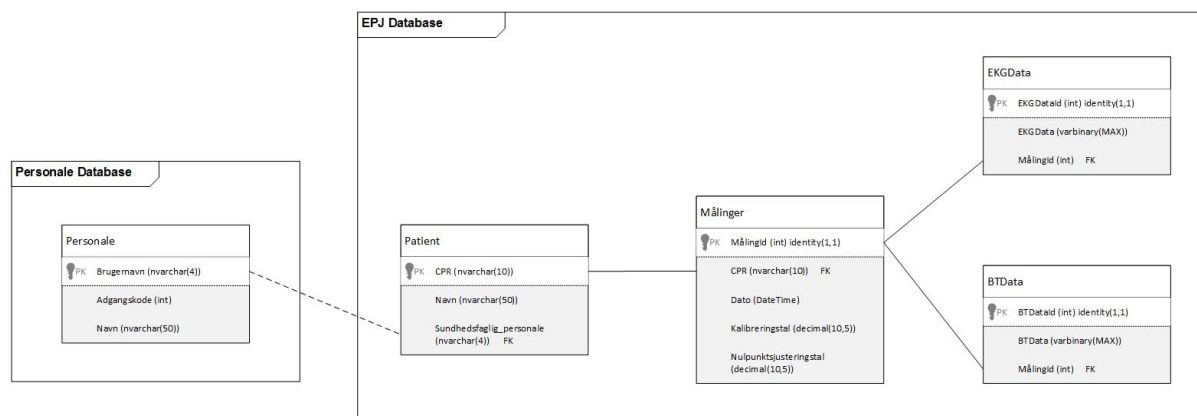 EPJ Database
EKGData
PK EKGDataId (int) identity(1,1)
EKGData (varbinary(MAX))
MålingId (int) FK
Personale Database
Personale
PK Brugernavn (nvarchar(4))
Adgangskode (int)
Navn (nvarchar(50))
Patient
PK CPR (nvarchar(10))
Navn (nvarchar(50))
Sundhedsfaglig_personale
(nvarchar(4)) FK
Målinger
PK MålingId (int) identity(1,1)
CPR (nvarchar(10)) FK
Dato (DateTime)
Kalibreringstal (decimal(10,5))
Nulpunktsjusteringstal
(decimal(10,5))
BTData
PK BTDataId (int) identity(1,1)
BTData (varbinary(MAX))
MålingId (int) FK